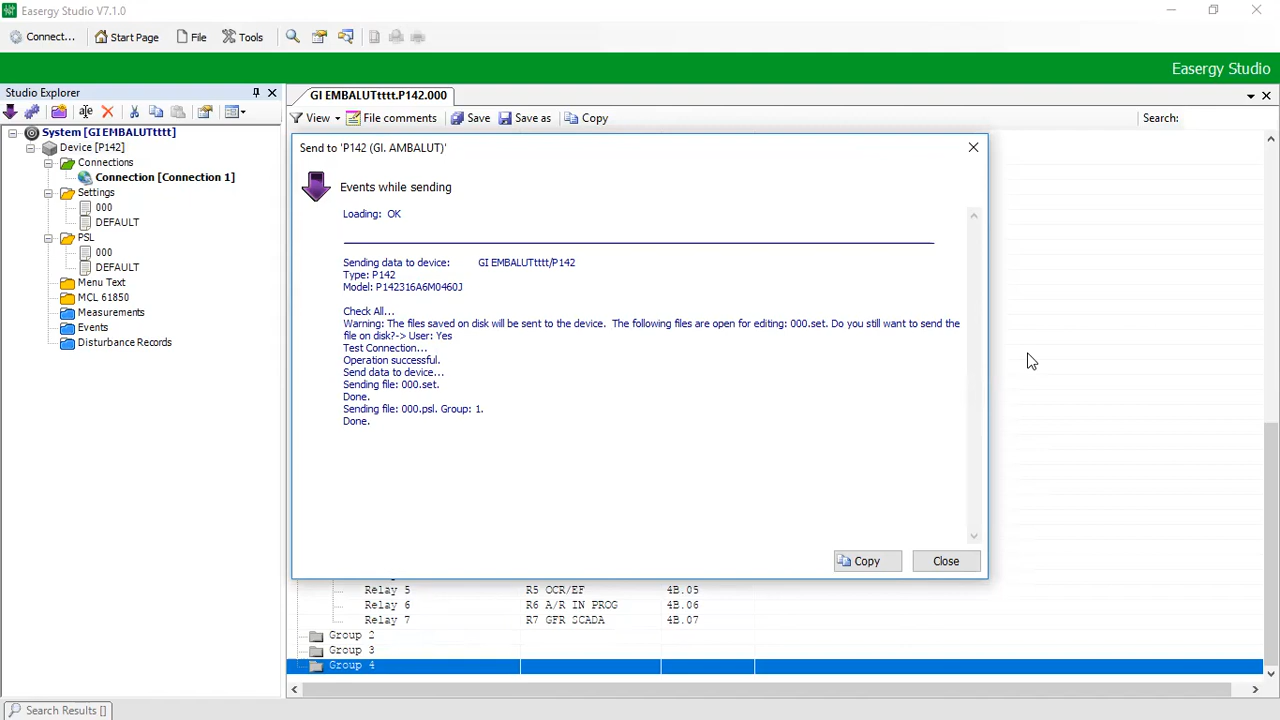 Easergy Studio V7.1.0
Connect... Start Page File Tools
Easergy Studio
Studio Explorer
GI EMBALUTtttt.P142.000
View File comments Save Save as Copy Search:
System [GI EMBALUTtttt]
Device [P142]
Connections
Connection [Connection 1]
Settings
000
DEFAULT
PSL
000
DEFAULT
Menu Text
MCL 61850
Measurements
Events
Disturbance Records
Send to 'P142 (GI. AMBALUT)'
Events while sending
Loading: OK
Sending data to device: GI EMBALUTtttt/P142
Type: P142
Model: P142316A6M0460J
Check All...
Warning: The files saved on disk will be sent to the device. The following files are open for editing: 000.set. Do you still want to send the
file on disk?-> User: Yes
Test Connection...
Operation successful.
Send data to device...
Sending file: 000.set.
Done.
Sending file: 000.psl. Group: 1.
Done.
Copy Close
Relay 5 R5 OCR/EF 4B.05
Relay 6 R6 A/R IN PROG 4B.06
Relay 7 R7 GFR SCADA 4B.07
Group 2
Group 3
Group 4
Search Results []